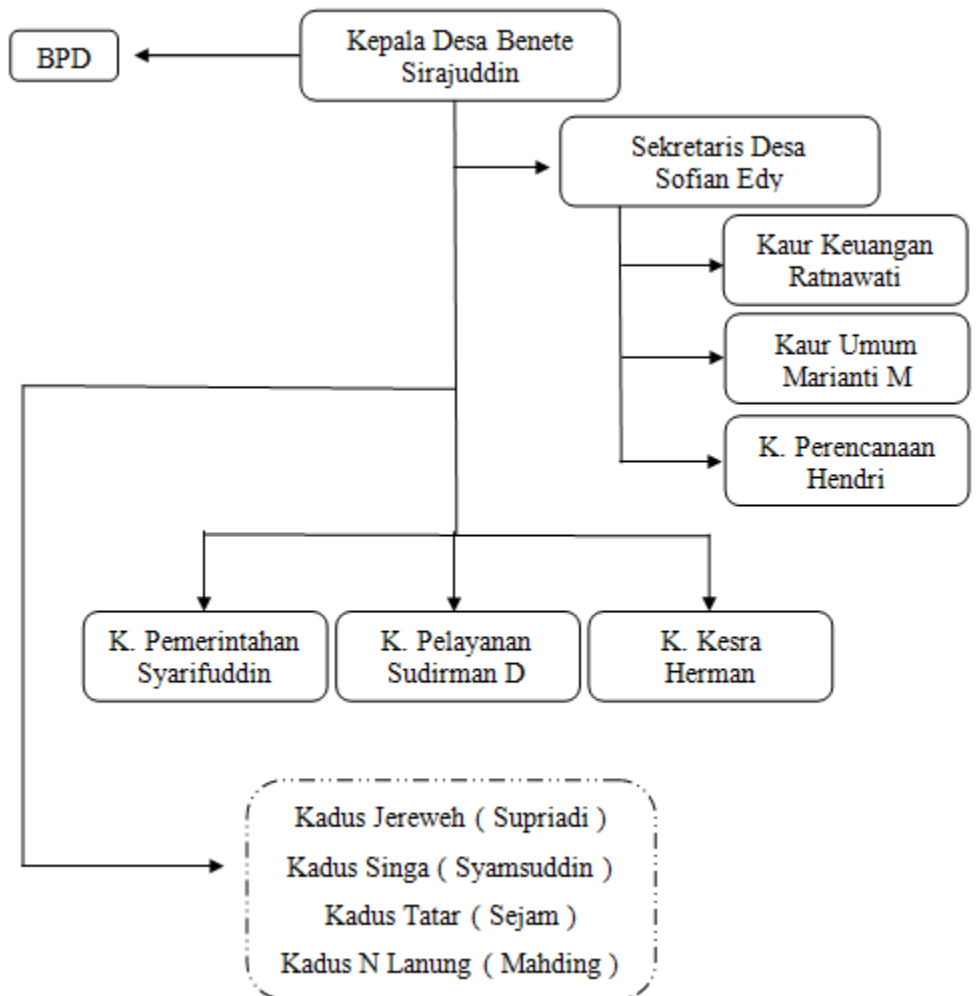 BPD
Kepala Desa Benete
Sirajuddin
Sekretaris Desa
Sofian Edy
Kaur Keuangan
Ratnawati
Kaur Umum
Marianti M
K. Perencanaan
Hendri
K. Pemerintahan
Syarifuddin
K. Pelayanan
Sudirman D
K. Kesra
Herman
Kadus Jereweh ( Supriadi )
Kadus Singa ( Syamsuddin )
Kadus Tatar ( Sejam )
Kadus N Lanung ( Mahding )